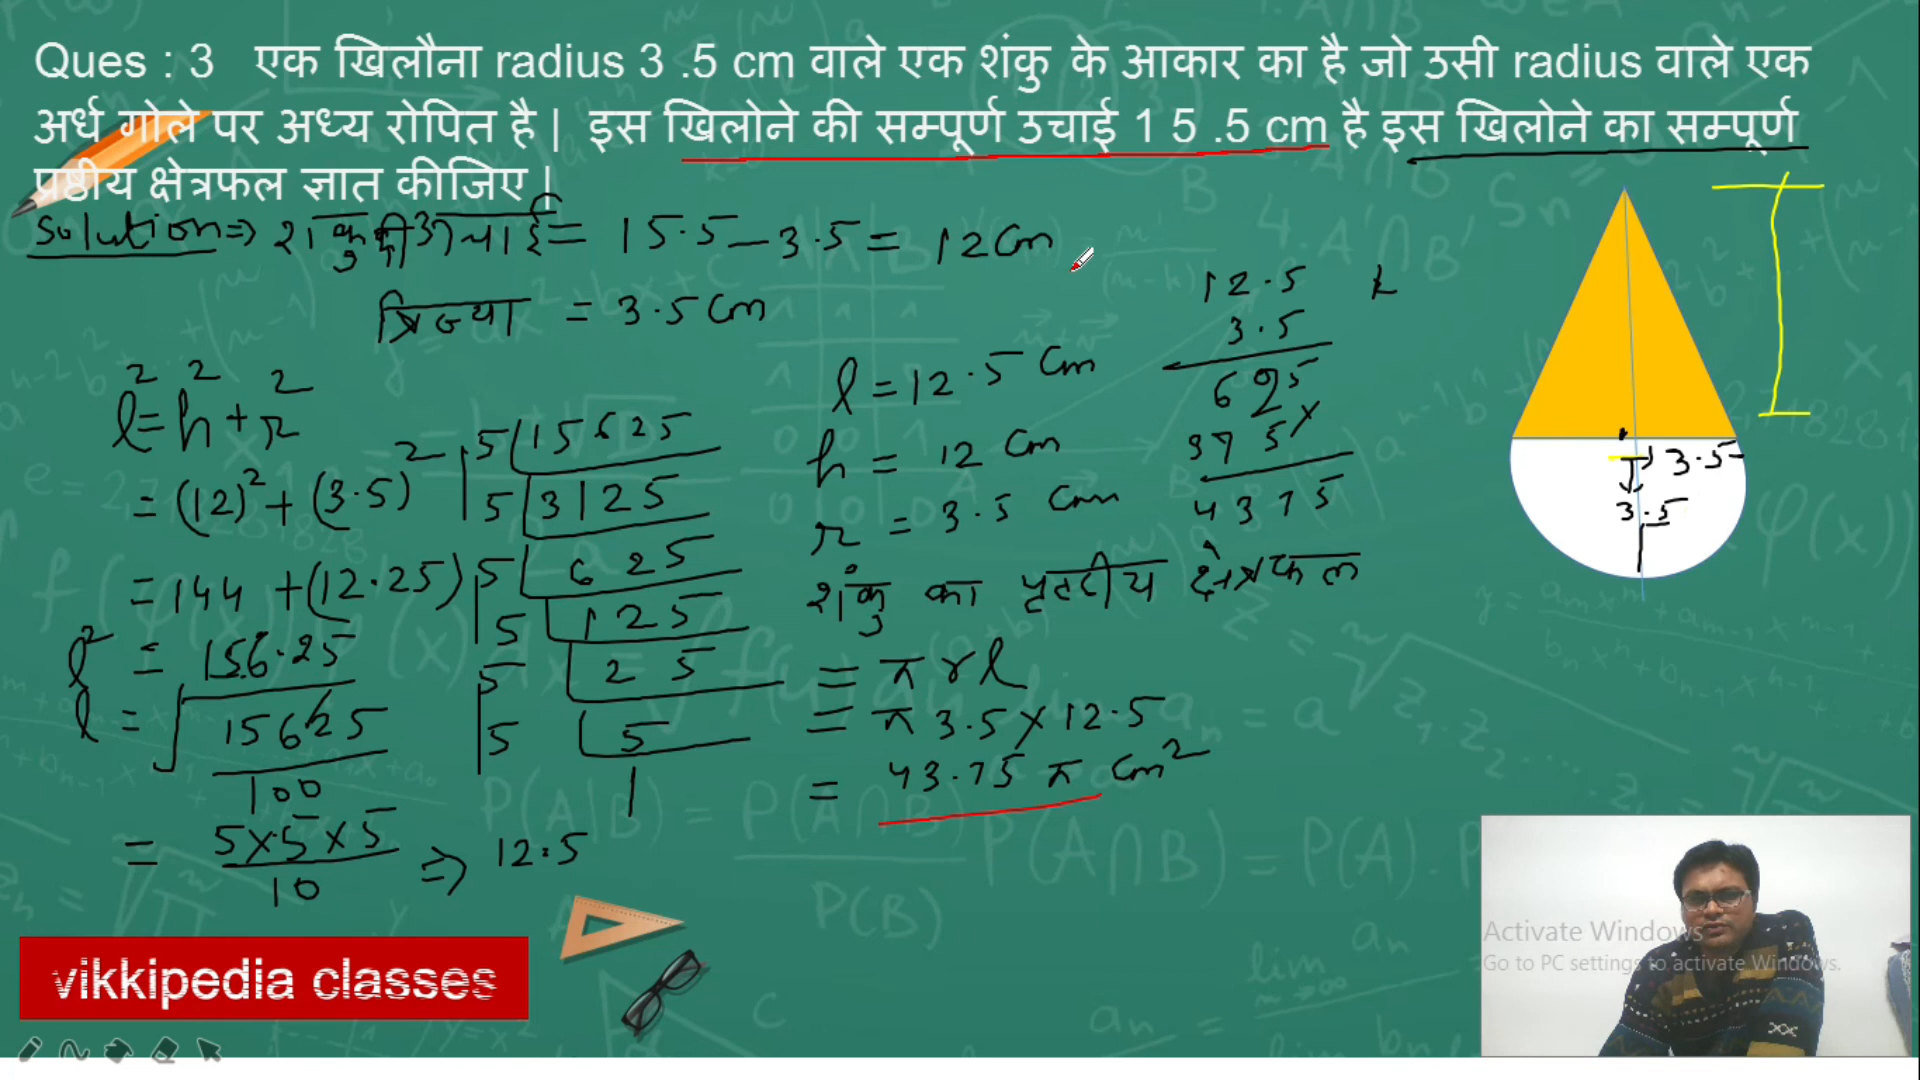 Ques : 3 एक खिलौना radius 3 .5 cm वाले एक शंकु के आकार का है जो उसी radius वाले एक
अर्ध गोले पर अध्य रोपित है | इस खिलोने की सम्पूर्ण उचाई 1 5 .5 cm है इस खिलोने का सम्पूर्ण
प्रष्ठीय क्षेत्रफल ज्ञात कीजिए |
Solution⇒ शंकु की ऊचाई = 15.5 — 3.5 = 12 cm
त्रिज्या = 3.5 cm
l² = h² + r²
= (12)² + (3.5)²
= 144 + (12.25)
l² = 156.25
l = √15625/100
= 5×5×5/10 ⇒ 12.5
5 15625
5 3125
5 625
5 125
5 25
5 5
1
l = 12.5 cm
h = 12 cm
r = 3.5 cm
शंकु का पृष्ठीय क्षेत्रफल
= π r l
= π 3.5 × 12.5
= 43.75 π cm²
12.5
3.5
625
375×
4375
3.5
3.5
vikkipedia classes
Activate Windows
Go to PC settings to activate Windows.
P(A|B) = P(A∩B)/P(B)
P(A∩B) = P(A).P